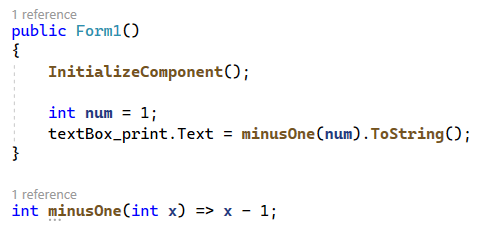 1 reference
public Form1()
{
InitializeComponent();
int num = 1;
textBox_print.Text = minusOne(num).ToString();
}
1 reference
int minusOne(int x) => x - 1;